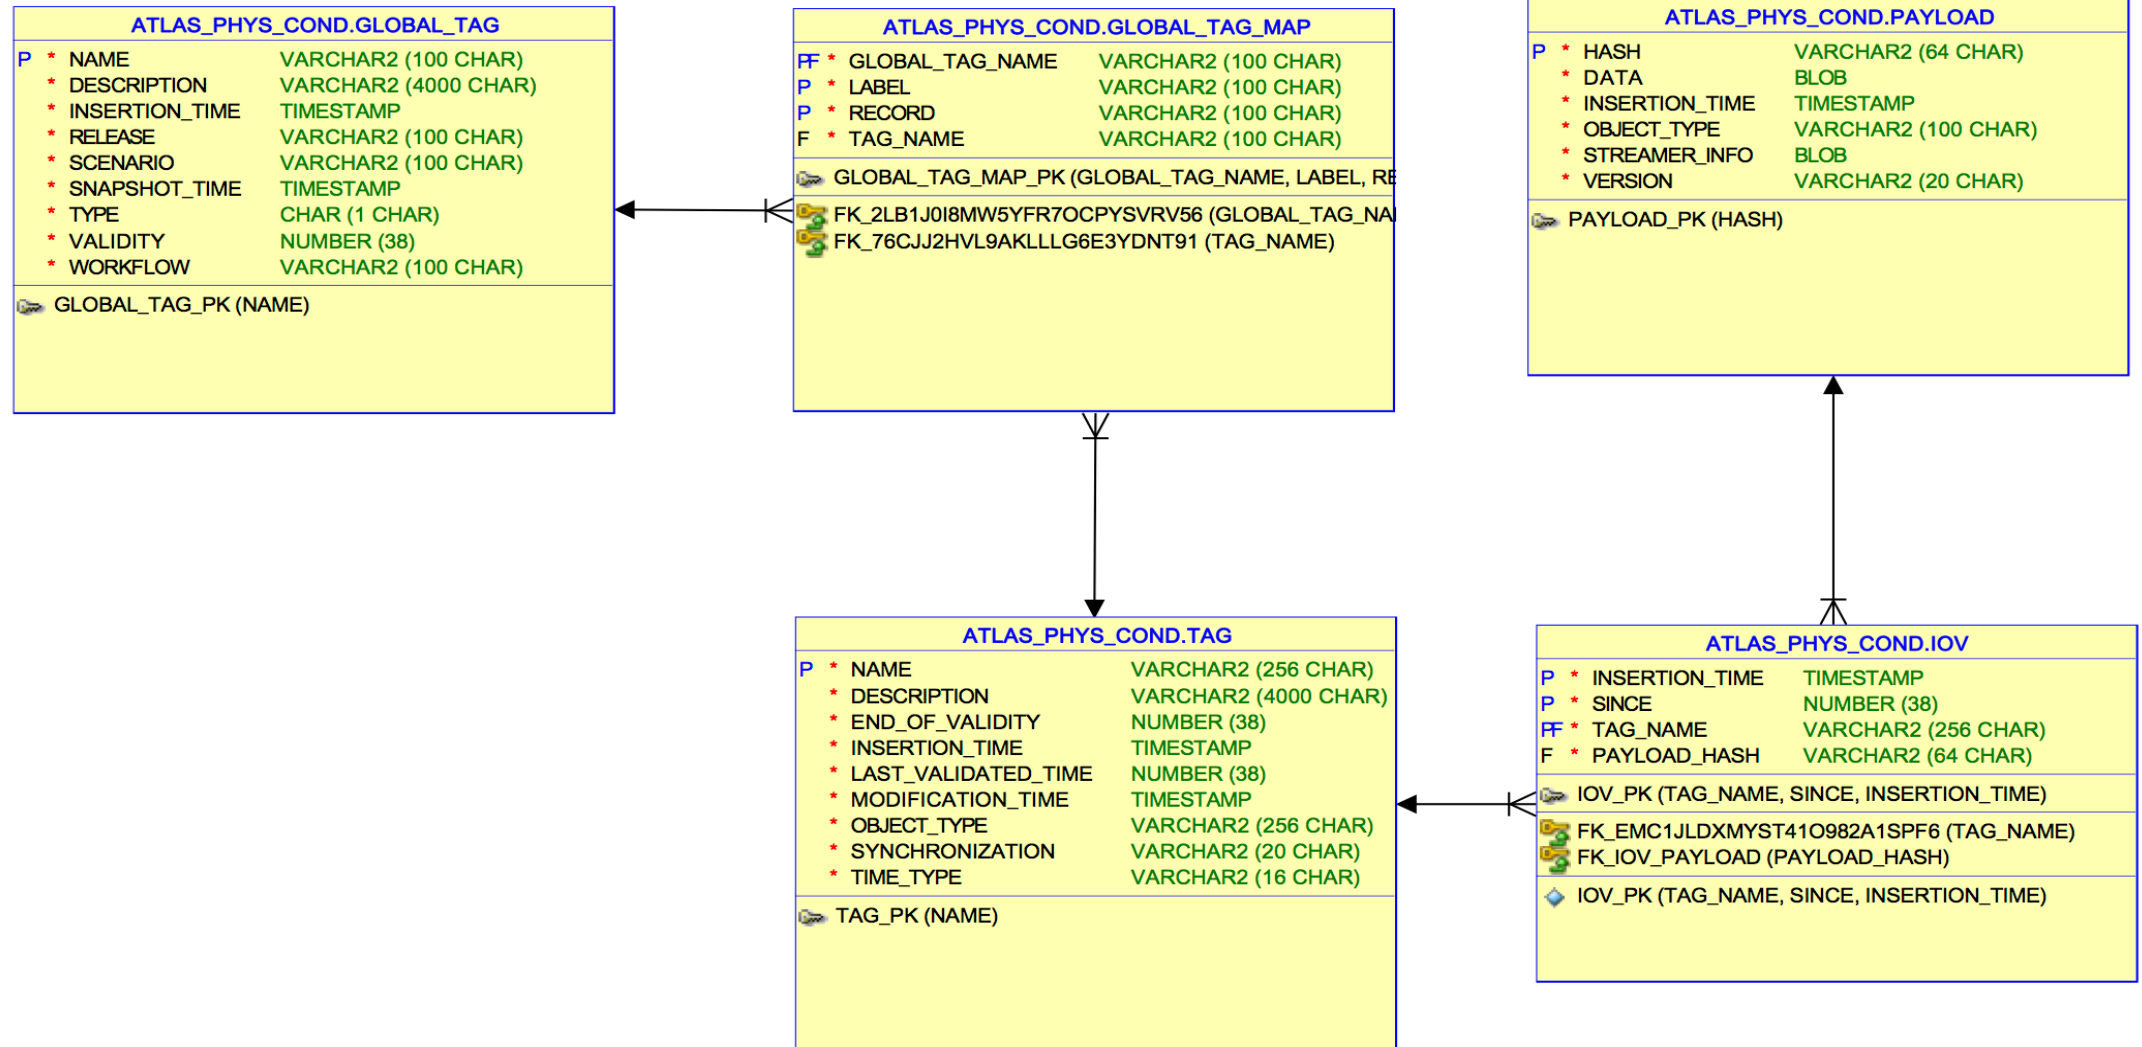 ATLAS_PHYS_COND.GLOBAL_TAG
P * NAME VARCHAR2 (100 CHAR)
* DESCRIPTION VARCHAR2 (4000 CHAR)
* INSERTION_TIME TIMESTAMP
* RELEASE VARCHAR2 (100 CHAR)
* SCENARIO VARCHAR2 (100 CHAR)
* SNAPSHOT_TIME TIMESTAMP
* TYPE CHAR (1 CHAR)
* VALIDITY NUMBER (38)
* WORKFLOW VARCHAR2 (100 CHAR)
GLOBAL_TAG_PK (NAME)
ATLAS_PHYS_COND.GLOBAL_TAG_MAP
PF * GLOBAL_TAG_NAME VARCHAR2 (100 CHAR)
P * LABEL VARCHAR2 (100 CHAR)
P * RECORD VARCHAR2 (100 CHAR)
F * TAG_NAME VARCHAR2 (100 CHAR)
GLOBAL_TAG_MAP_PK (GLOBAL_TAG_NAME, LABEL, RE
FK_2LB1J0I8MW5YFR7OCPYSVRV56 (GLOBAL_TAG_NA
FK_76CJJ2HVL9AKLLLG6E3YDNT91 (TAG_NAME)
ATLAS_PHYS_COND.PAYLOAD
P * HASH VARCHAR2 (64 CHAR)
* DATA BLOB
* INSERTION_TIME TIMESTAMP
* OBJECT_TYPE VARCHAR2 (100 CHAR)
* STREAMER_INFO BLOB
* VERSION VARCHAR2 (20 CHAR)
PAYLOAD_PK (HASH)
ATLAS_PHYS_COND.TAG
P * NAME VARCHAR2 (256 CHAR)
* DESCRIPTION VARCHAR2 (4000 CHAR)
* END_OF_VALIDITY NUMBER (38)
* INSERTION_TIME TIMESTAMP
* LAST_VALIDATED_TIME NUMBER (38)
* MODIFICATION_TIME TIMESTAMP
* OBJECT_TYPE VARCHAR2 (256 CHAR)
* SYNCHRONIZATION VARCHAR2 (20 CHAR)
* TIME_TYPE VARCHAR2 (16 CHAR)
TAG_PK (NAME)
ATLAS_PHYS_COND.IOV
P * INSERTION_TIME TIMESTAMP
P * SINCE NUMBER (38)
PF * TAG_NAME VARCHAR2 (256 CHAR)
F * PAYLOAD_HASH VARCHAR2 (64 CHAR)
IOV_PK (TAG_NAME, SINCE, INSERTION_TIME)
FK_EMC1JLDXMYST41O982A1SPF6 (TAG_NAME)
FK_IOV_PAYLOAD (PAYLOAD_HASH)
IOV_PK (TAG_NAME, SINCE, INSERTION_TIME)